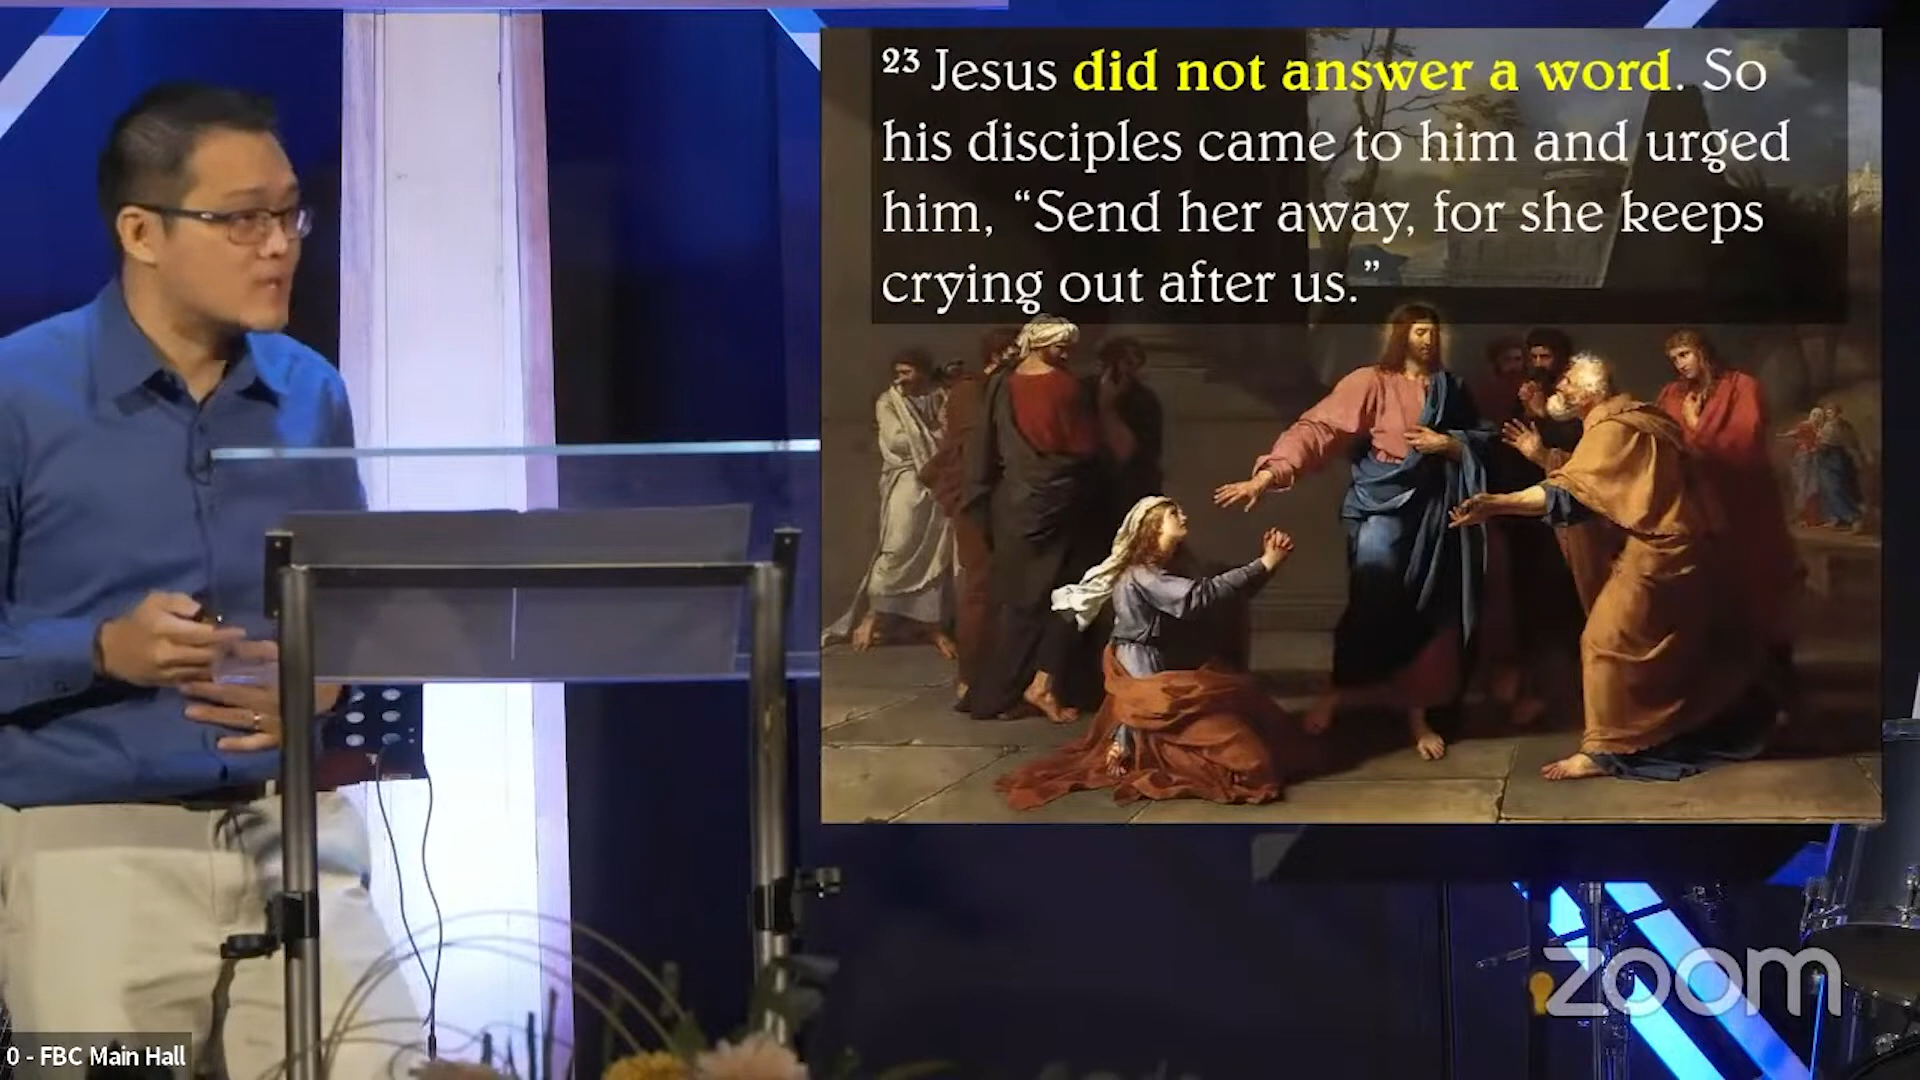 ²³ Jesus did not answer a word. So
his disciples came to him and urged
him, “Send her away, for she keeps
crying out after us.”
zoom
0 - FBC Main Hall